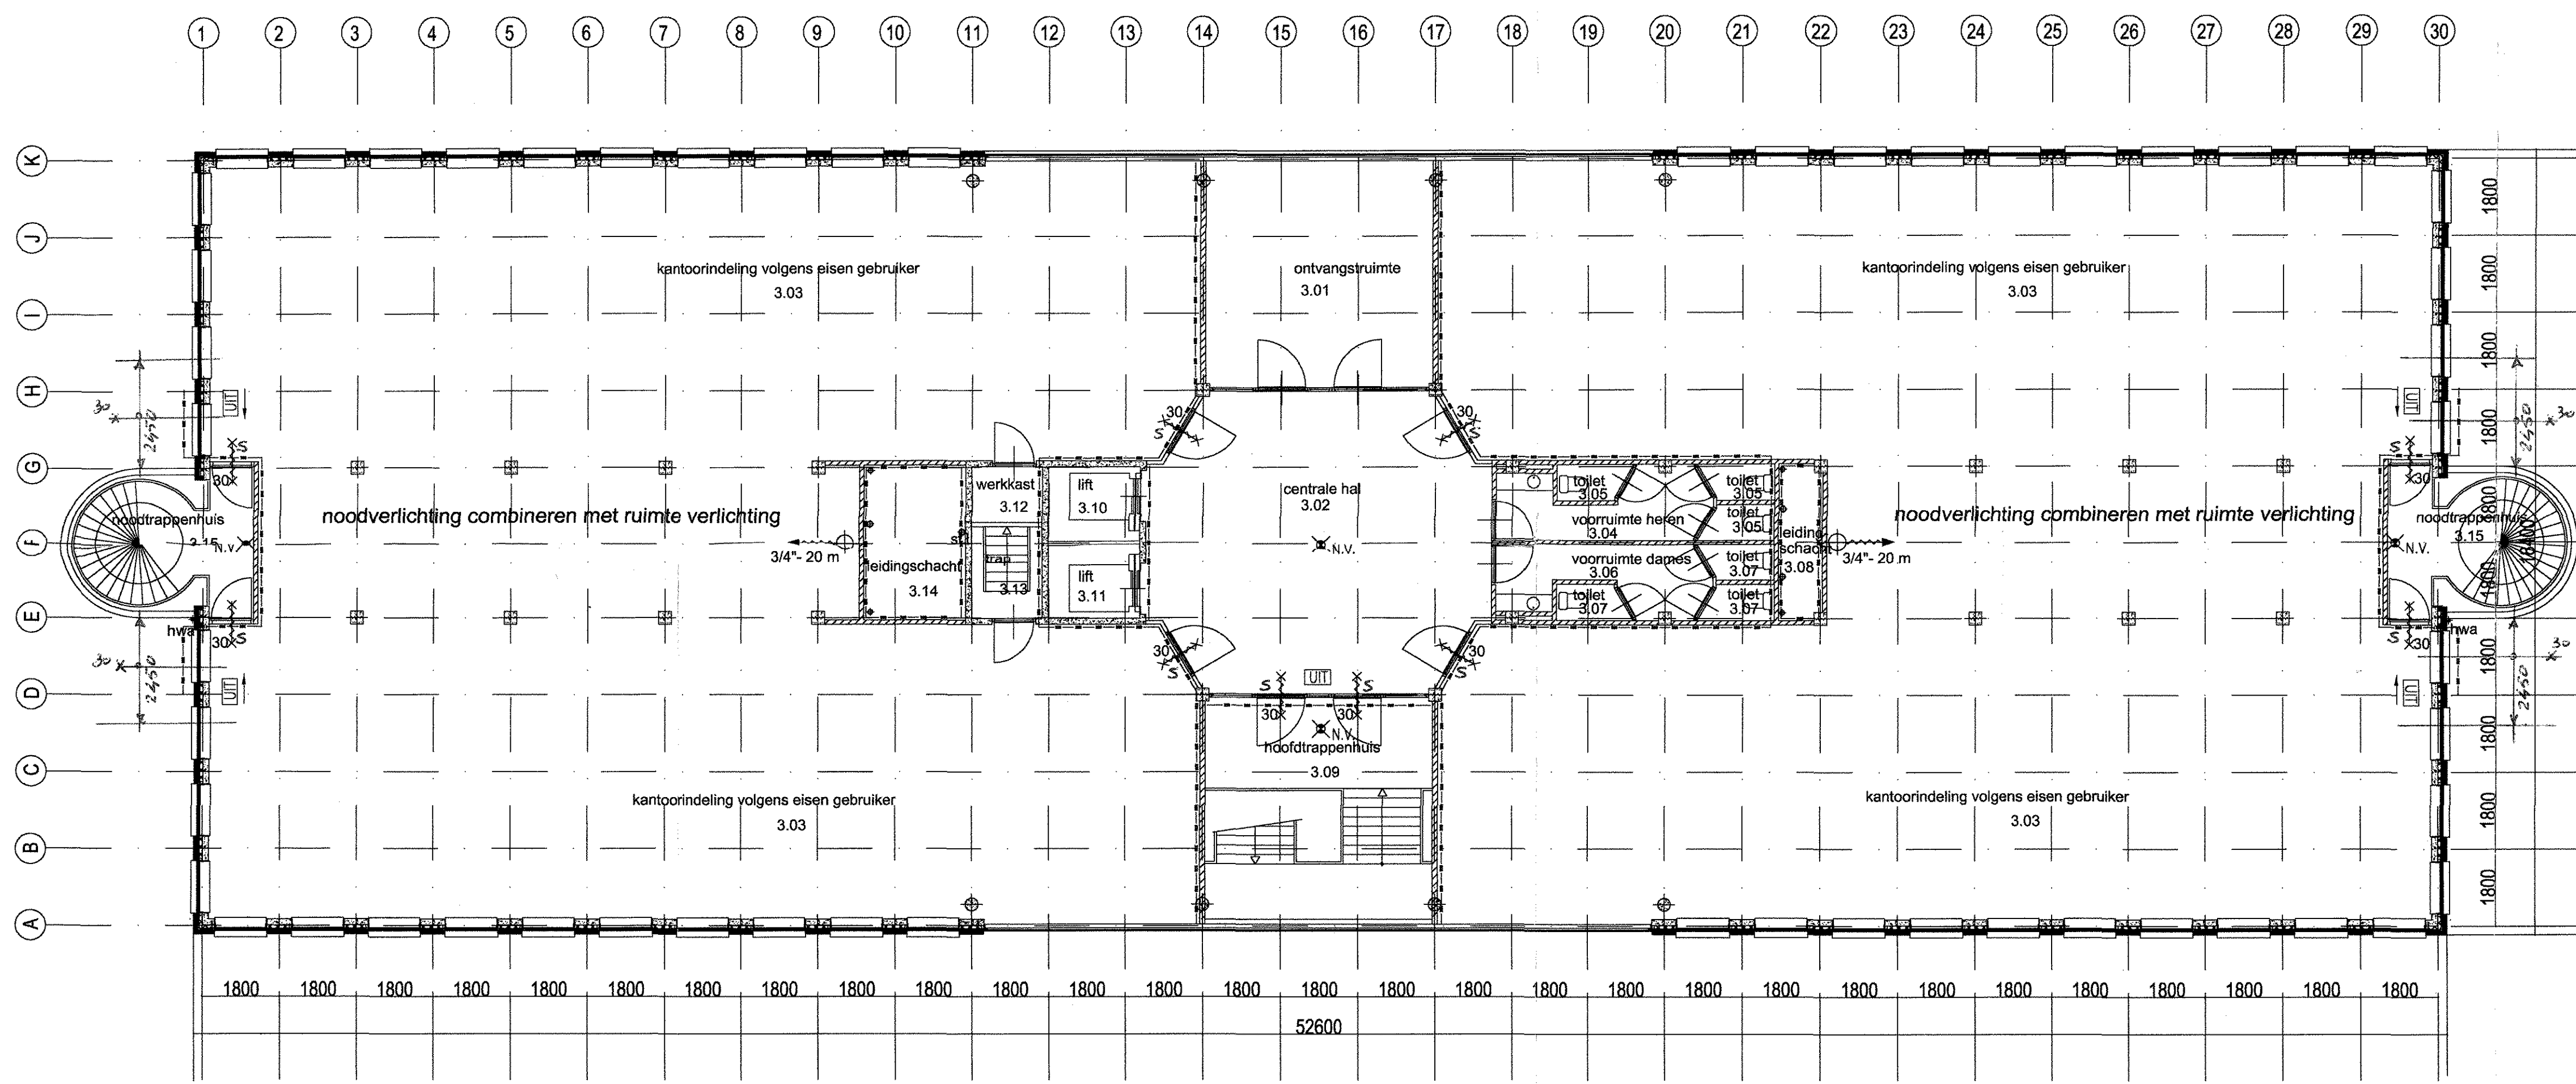 1 2 3 4 5 6 7 8 9 10 11 12 13 14 15 16 17 18 19 20 21 22 23 24 25 26 27 28 29 30
K
J
I
H
G
F
E
D
C
B
A
kantoorindeling volgens eisen gebruiker
3.03
ontvangstruimte
3.01
kantoorindeling volgens eisen gebruiker
3.03
1800
1800
1800
1800
1800
1800
1800
1800
1800
1800
18400
30
2450
UIT
S
30
noodtrappenhuis
3.15
N.V.
S
30
hwa
30
2450
UIT
noodverlichting combineren met ruimte verlichting
3/4"- 20 m
leidingschacht
3.14
werkkast
3.12
trap
3.13
lift
3.10
lift
3.11
30
S
30
S
centrale hal
3.02
N.V.
30
S
30
S
UIT
S
S
30
30
N.V.
hoofdtrappenhuis
3.09
toilet
3.05
toilet
3.05
toilet
3.05
voorruimte heren
3.04
voorruimte dames
3.06
toilet
3.07
toilet
3.07
toilet
3.07
leiding
schacht
3.08
3/4"- 20 m
noodverlichting combineren met ruimte verlichting
UIT
S
30
noodtrappenhuis
3.15
N.V.
S
30
hwa
UIT
30
2450
30
2450
kantoorindeling volgens eisen gebruiker
3.03
kantoorindeling volgens eisen gebruiker
3.03
1800 1800 1800 1800 1800 1800 1800 1800 1800 1800 1800 1800 1800 1800 1800 1800 1800 1800 1800 1800 1800 1800 1800 1800 1800 1800 1800 1800 1800
52600